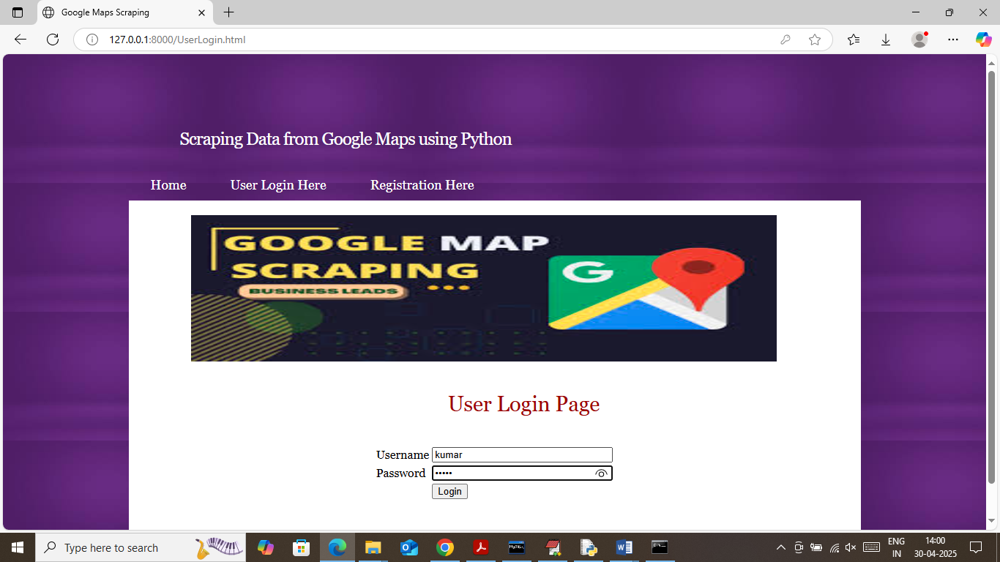 Google Maps Scraping
127.0.0.1:8000/UserLogin.html
Scraping Data from Google Maps using Python
Home User Login Here Registration Here
GOOGLE MAP
SCRAPING
BUSINESS LEADS
G
User Login Page
Username kumar
Password •••••
Login
Type here to search
MySQL
W
ENG
IN
14:00
30-04-2025